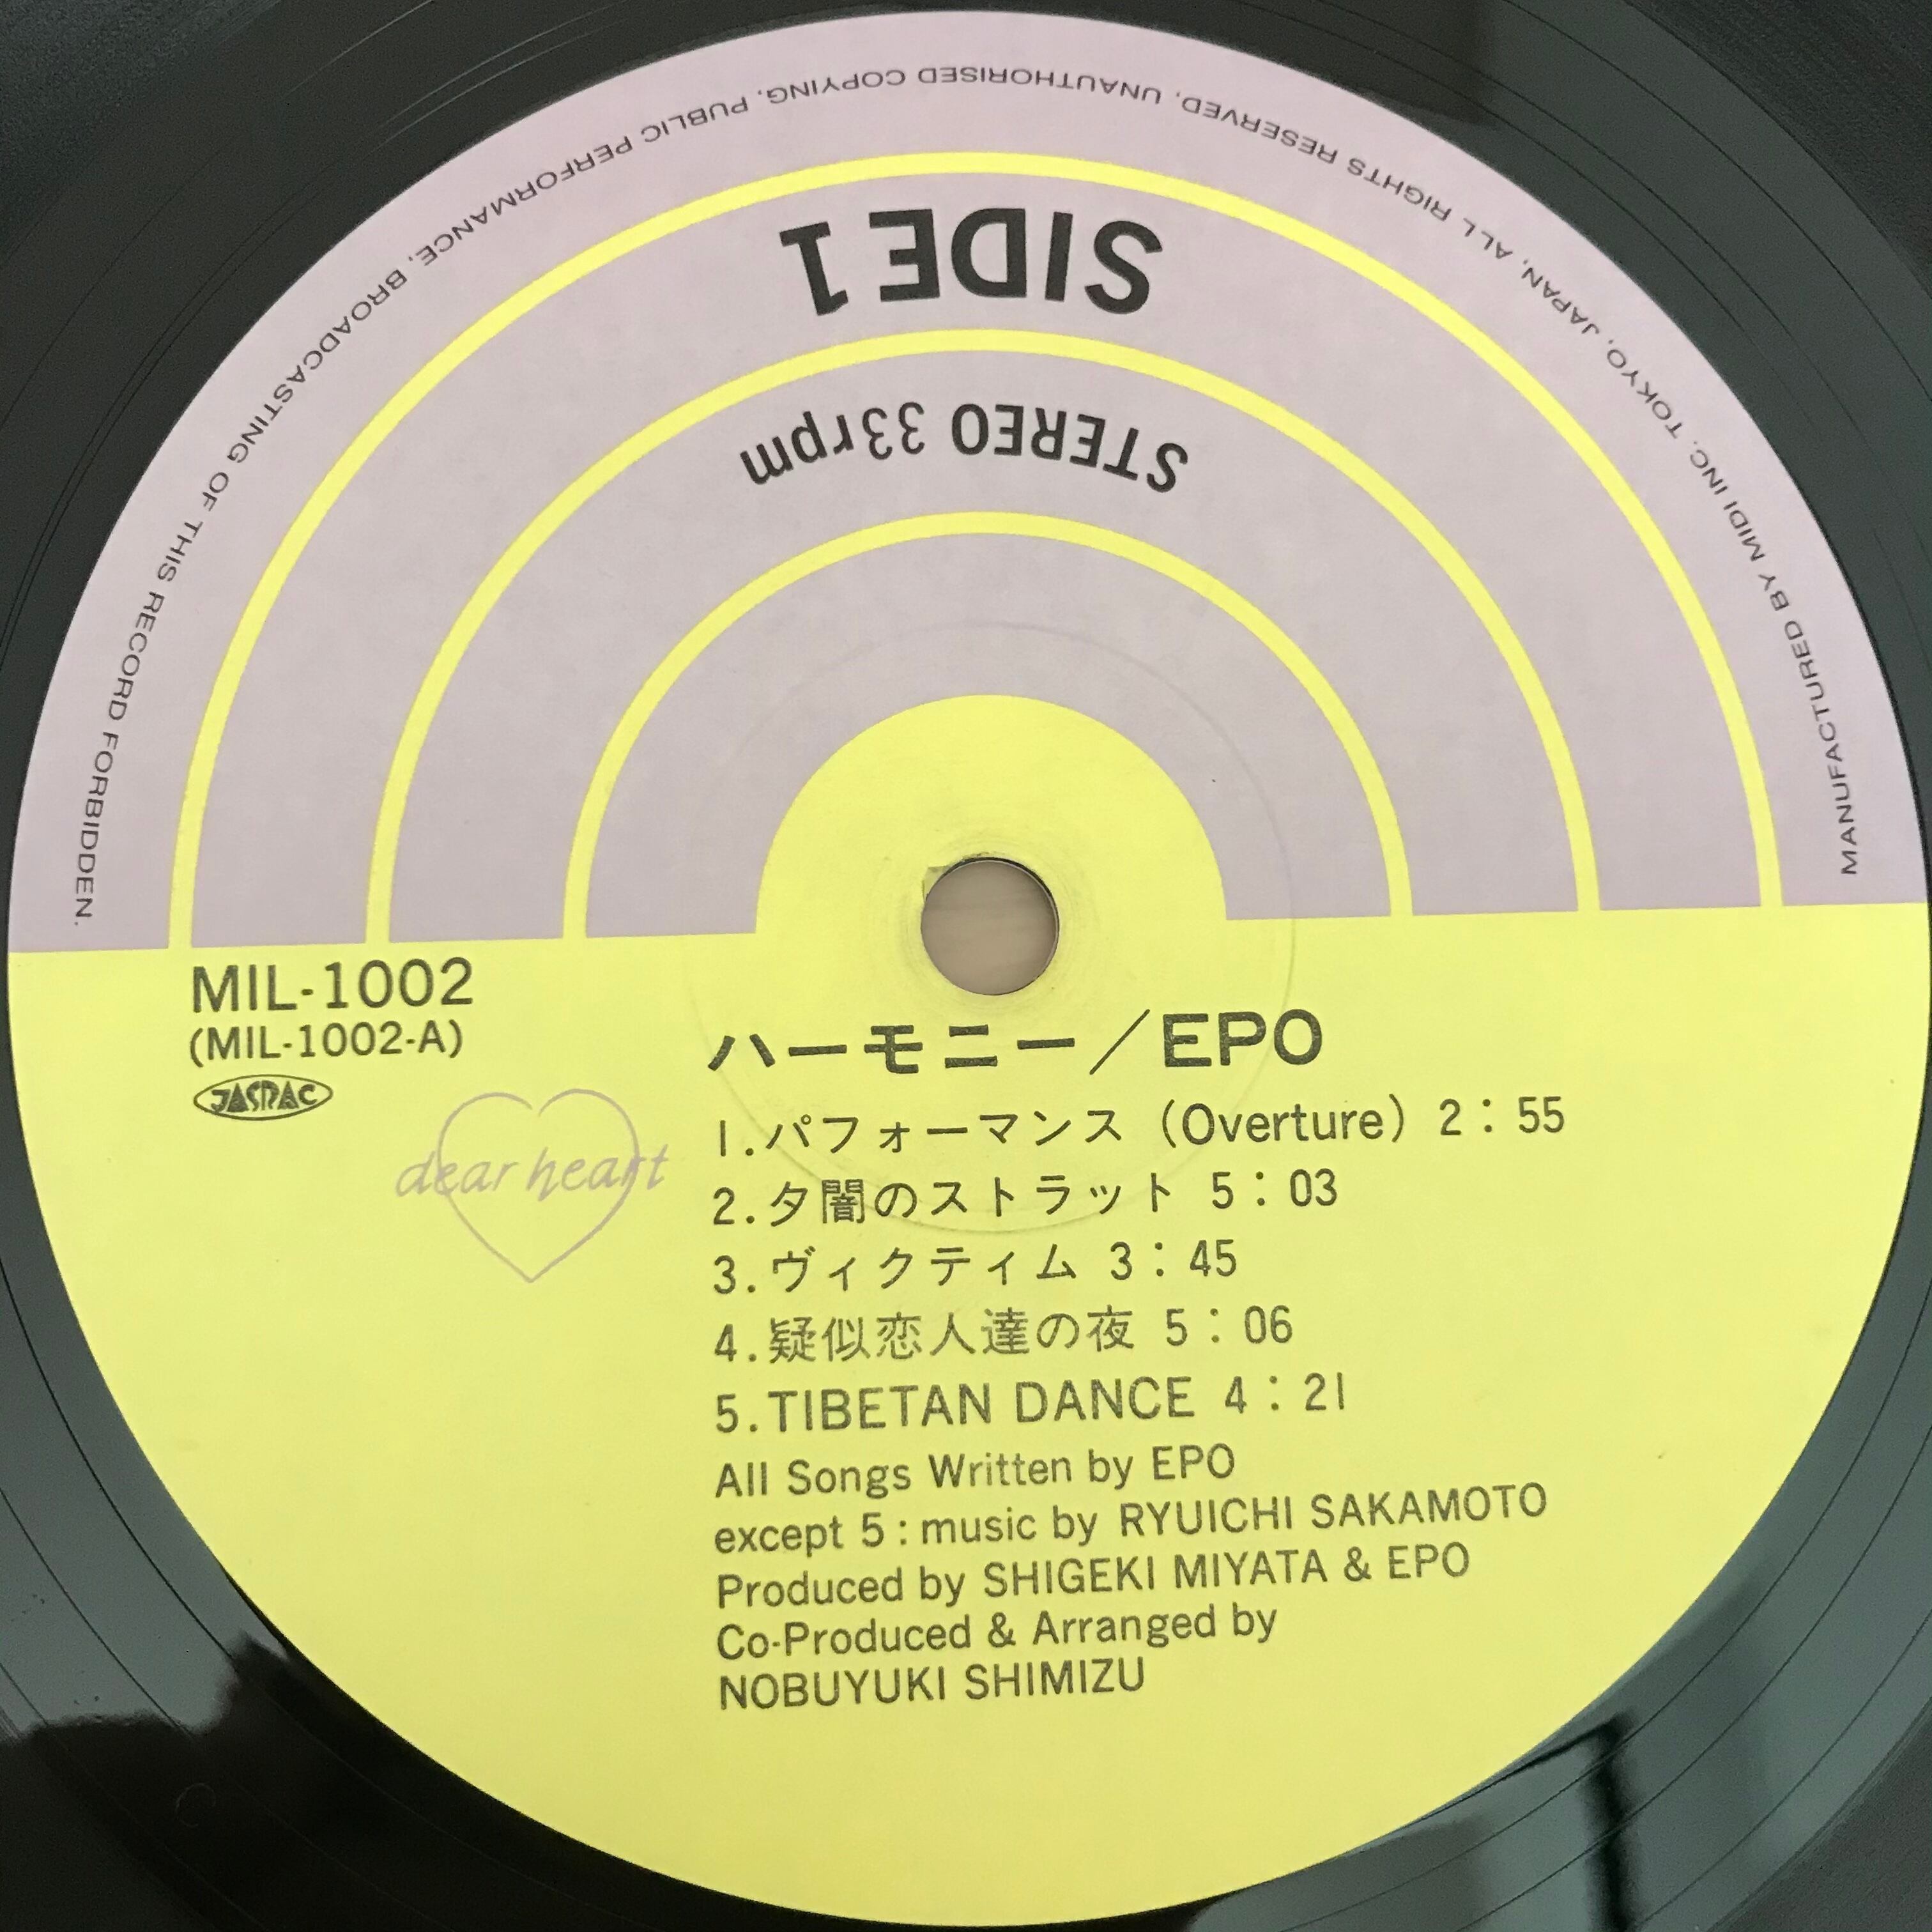 MANUFACTURED BY MIDI INC. TOKYO, JAPAN, ALL RIGHTS RESERVED, UNAUTHORISED COPYING, PUBLIC PERFORMANCE, BROADCASTING OF THIS RECORD FORBIDDEN.
SIDE 1
STEREO 33rpm
MIL-1002
(MIL-1002-A)
JASRAC
dear heart
ハーモニー／EPO
1.パフォーマンス（Overture）2：55
2.夕闇のストラット 5：03
3.ヴィクティム 3：45
4.疑似恋人達の夜 5：06
5.TIBETAN DANCE 4：21
All Songs Written by EPO
except 5 : music by RYUICHI SAKAMOTO
Produced by SHIGEKI MIYATA & EPO
Co-Produced & Arranged by
NOBUYUKI SHIMIZU